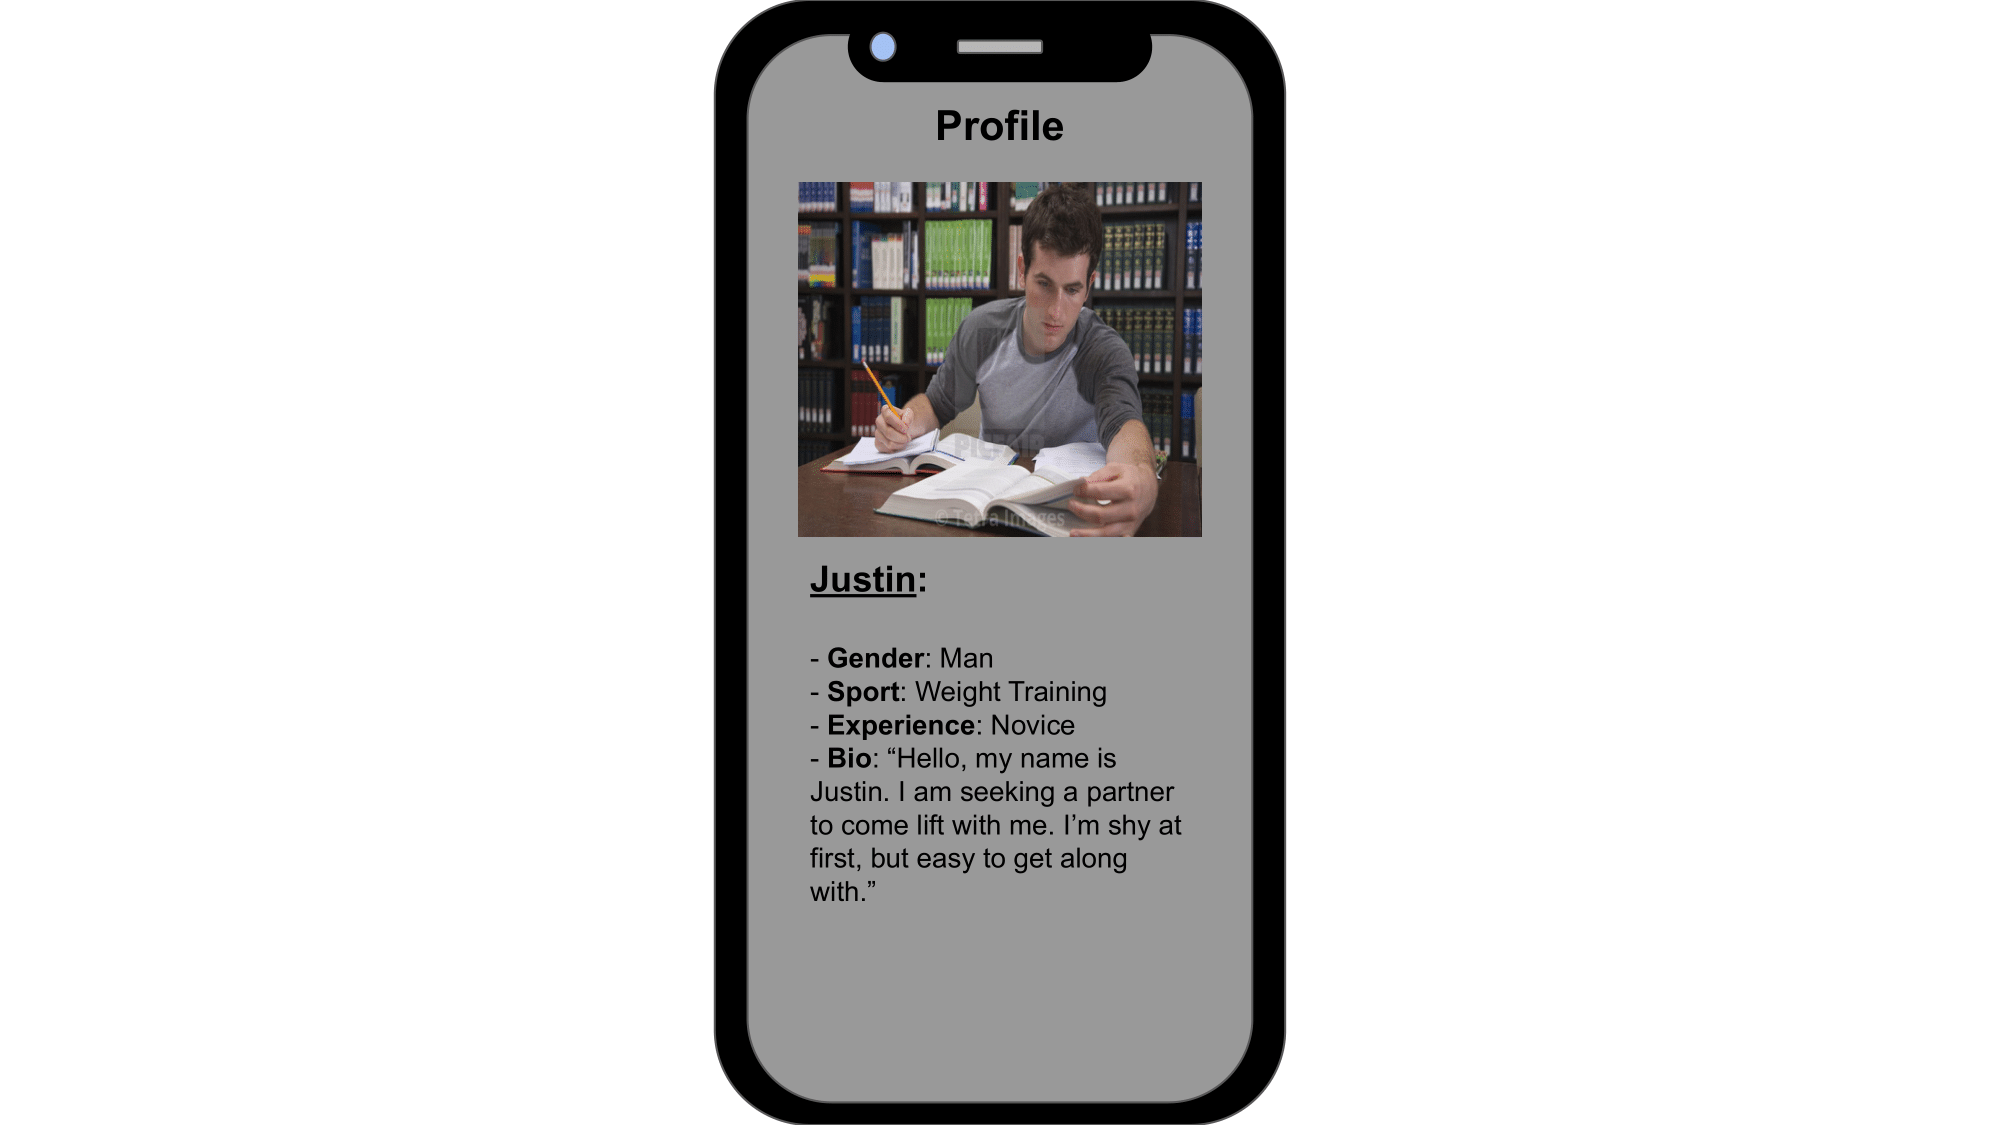 Profile
PICFAIR
© Tetra Images
Justin:
- Gender: Man
- Sport: Weight Training
- Experience: Novice
- Bio: “Hello, my name is
Justin. I am seeking a partner
to come lift with me. I’m shy at
first, but easy to get along
with.”